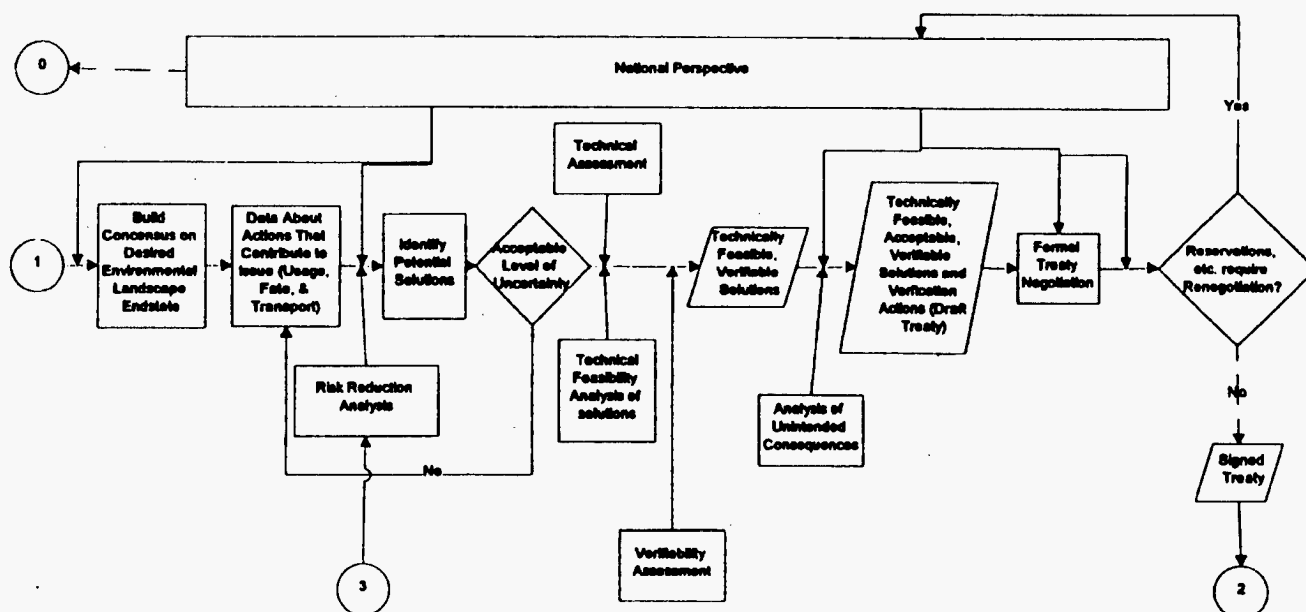 0
National Perspective
Yes
Technical
Assessment
1
Build
Concensus on
Desired
Environmental
Landscape
Endstate
Data About
Actions That
Contribute to
Issue (Usage,
Fate, &
Transport)
Identify
Potential
Solutions
Acceptable
Level of
Uncertainty
Technically
Feasible,
Verifiable
Solutions
Technically
Feasible,
Acceptable,
Verifiable
Solutions and
Verification
Actions (Draft
Treaty)
Formal
Treaty
Negotiation
Reservations,
etc. require
Renegotiation?
Risk Reduction
Analysis
Technical
Feasibility
Analysis of
solutions
Analysis of
Unintended
Consequences
No
No
Signed
Treaty
Verifiability
Assessment
3
2